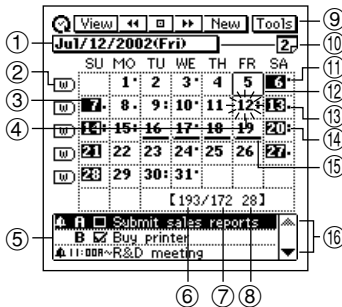 View ◀◀ ▶▶ New Tools ⑨
① Jul/12/2002(Fri) 2 ⑩
SU MO TU WE TH FR SA ⑪
② W 1 2 3 4 5 6 ⑫
③ W 7 8 9 10 11 12 13 ⑬
④ W 14 15 16 17 18 19 20 ⑭
W 21 22 23 24 25 26 27 ⑮
W 28 29 30 31
[193/172 28]
⑤ A Submit sales reports ⑯
B Buy printer
11:00A~R&D meeting
⑥ ⑦ ⑧